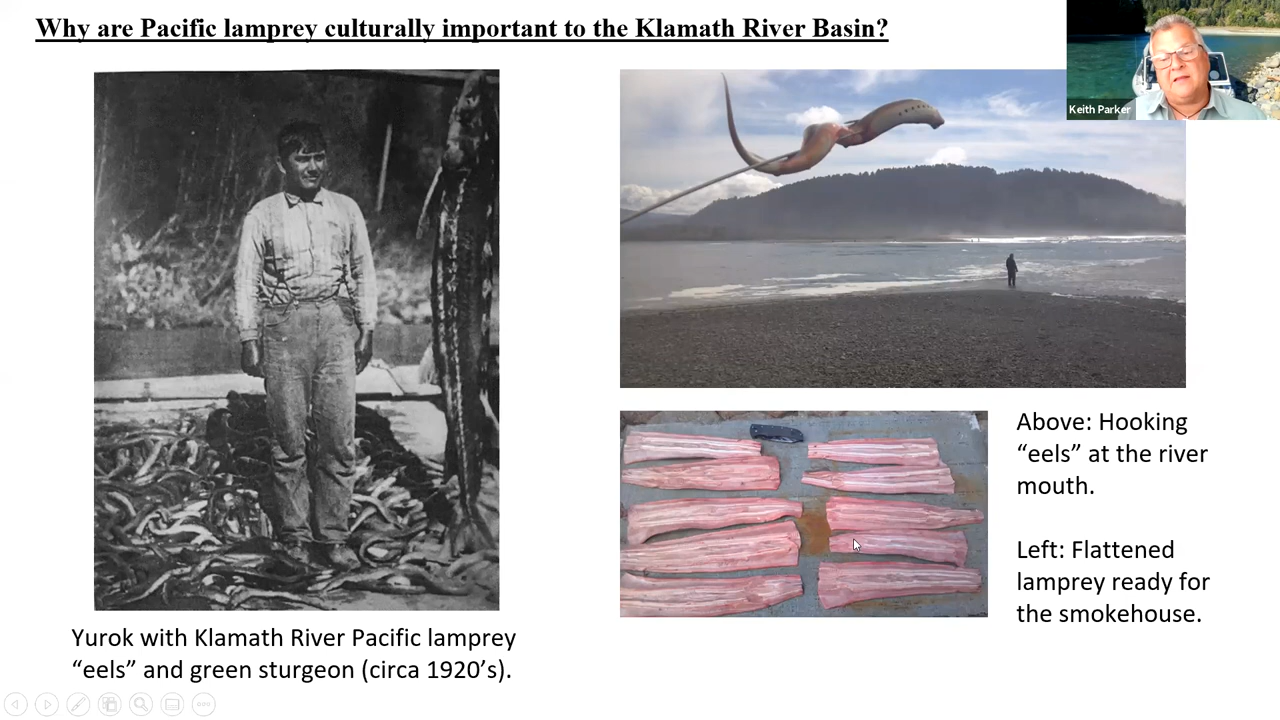 Why are Pacific lamprey culturally important to the Klamath River Basin?
Keith Parker
Above: Hooking
“eels” at the river
mouth.
Left: Flattened
lamprey ready for
the smokehouse.
Yurok with Klamath River Pacific lamprey
“eels” and green sturgeon (circa 1920’s).